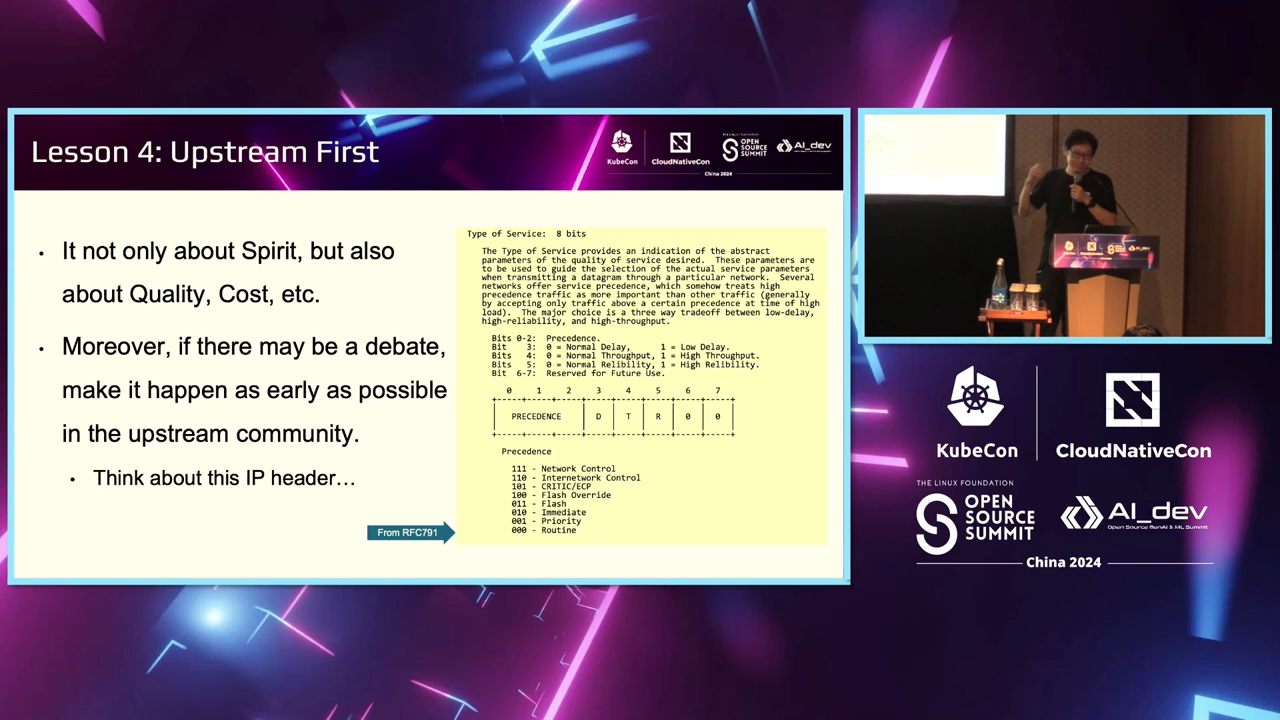 Lesson 4: Upstream First
KubeCon
CloudNativeCon
THE LINUX FOUNDATION
OPEN
SOURCE
SUMMIT
AI_dev
China 2024
• It not only about Spirit, but also
about Quality, Cost, etc.
• Moreover, if there may be a debate,
make it happen as early as possible
in the upstream community.
• Think about this IP header…
From RFC791
Type of Service:  8 bits
The Type of Service provides an indication of the abstract
parameters of the quality of service desired.  These parameters are
to be used to guide the selection of the actual service parameters
when transmitting a datagram through a particular network.  Several
networks offer service precedence, which somehow treats high
precedence traffic as more important than other traffic (generally
by accepting only traffic above a certain precedence at time of high
load).  The major choice is a three way tradeoff between low-delay,
high-reliability, and high-throughput.
Bits 0-2:  Precedence.
Bit    3:  0 = Normal Delay,      1 = Low Delay.
Bits   4:  0 = Normal Throughput, 1 = High Throughput.
Bits   5:  0 = Normal Relibility, 1 = High Relibility.
Bit  6-7:  Reserved for Future Use.
0     1     2     3     4     5     6     7
+-----+-----+-----+-----+-----+-----+-----+-----+
|   PRECEDENCE    |  D  |  T  |  R  |  0  |  0  |
+-----+-----+-----+-----+-----+-----+-----+-----+
Precedence
111 - Network Control
110 - Internetwork Control
101 - CRITIC/ECP
100 - Flash Override
011 - Flash
010 - Immediate
001 - Priority
000 - Routine
KubeCon
CloudNativeCon
THE LINUX FOUNDATION
OPEN
SOURCE
SUMMIT
AI_dev
Open Source GenAI & ML Summit
China 2024